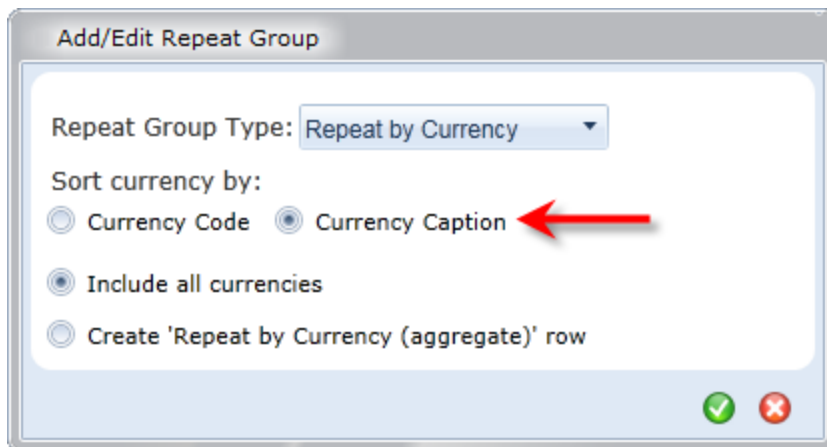 Add/Edit Repeat Group
Repeat Group Type: Repeat by Currency
Sort currency by:
Currency Code Currency Caption
Include all currencies
Create 'Repeat by Currency (aggregate)' row